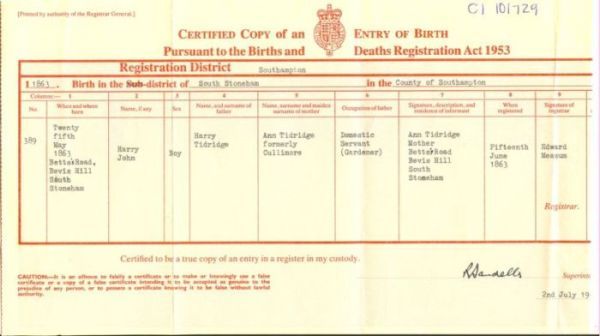 [Printed by authority of the Registrar General.]
C1 101729
CERTIFIED COPY OF AN ENTRY OF BIRTH
PURSUANT TO THE BIRTHS AND DEATHS REGISTRATION ACT 1953
Registration District Southampton
1863. Birth in the Sub-district of South Stoneham in the County of Southampton
Columns:— 1 2 3 4 5 6 7 8 9
No. When and where born Name, if any Sex Name, and surname of father Name, surname and maiden surname of mother Occupation of father Signature, description, and residence of informant When registered Signature of registrar
389
Twenty
fifth
May
1863
Betts'Road,
Bevis Hill
South
Stoneham
Harry
John
Boy
Harry
Tidridge
Ann Tidridge
formerly
Cullimore
Domestic
Servant
(Gardener)
Ann Tidridge
Mother
Betts'Road
Bevis Hill
South
Stoneham
Fifteenth
June
1863
Edward
Measum
Registrar.
Certified to be a true copy of an entry in a register in my custody.
CAUTION:—It is an offence to falsify a certificate or to make or knowingly use a false
certificate or a copy of a false certificate intending it to be accepted as genuine to the
prejudice of any person, or to possess a certificate knowing it to be false without lawful
authority.
Superinte
2nd July 19